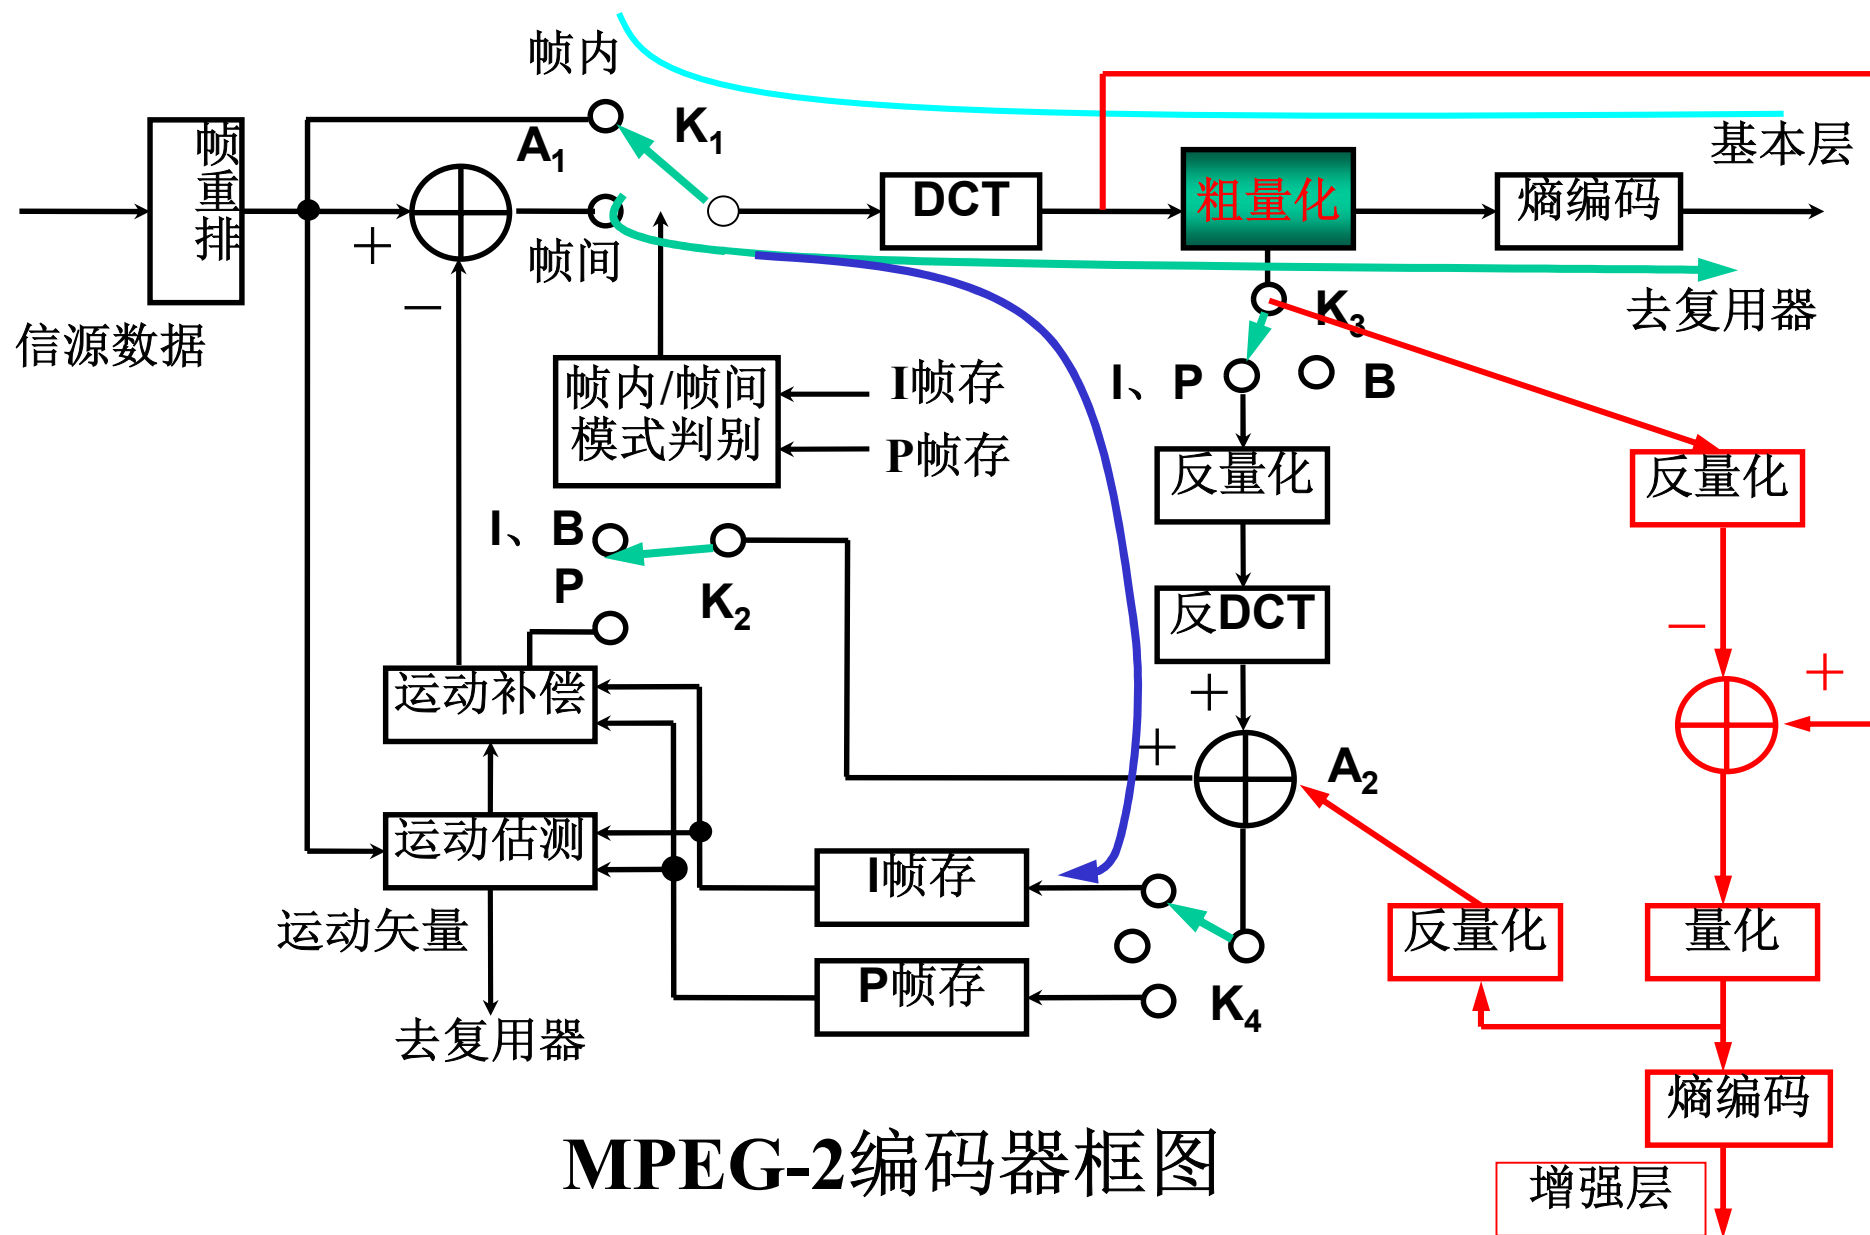 帧内
K1
A1
帧重排
基本层
DCT
粗量化
熵编码
+
帧间
−
信源数据
去复用器
K3
I、P
B
帧内/帧间
模式判别
I帧存
P帧存
反量化
反量化
I、B
P
K2
反DCT
−
+
运动补偿
+
+
A2
运动估测
I帧存
运动矢量
反量化
量化
P帧存
K4
去复用器
熵编码
MPEG-2编码器框图
增强层